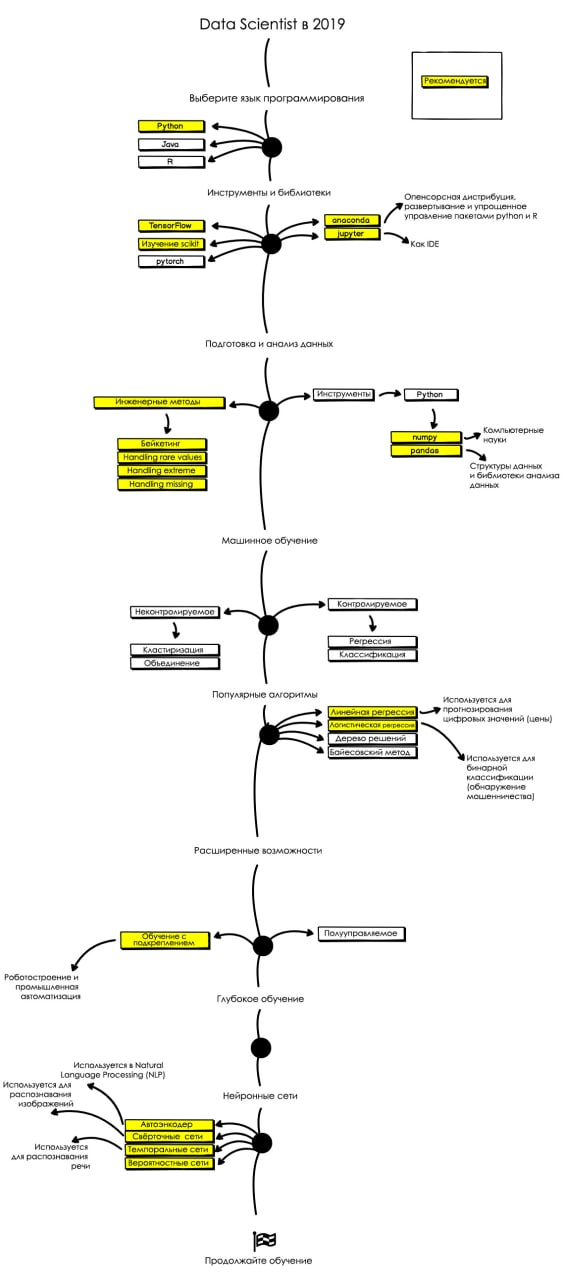 Data Scientist в 2019
Рекомендуется
Выберите язык программирования
Python
Java
R
Инструменты и библиотеки
TensorFlow
Изучение scikit
pytorch
anaconda
jupyter
Опенсорсная дистрибуция,
развертывание и упрощенное
управление пакетами python и R
Как IDE
Подготовка и анализ данных
Инженерные методы
Бейкетинг
Handling rare values
Handling extreme
Handling missing
Инструменты
Python
numpy
pandas
Компьютерные
науки
Структуры данных
и библиотеки анализа
данных
Машинное обучение
Неконтролируемое
Кластиризация
Объединение
Контролируемое
Регрессия
Классификация
Популярные алгоритмы
Линейная регрессия
Логистическая регрессия
Дерево решений
Байесовский метод
Используется для
прогнозирования
цифровых значений (цены)
Используется для
бинарной
классификации
(обнаружение
мошенничества)
Расширенные возможности
Обучение с
подкреплением
Полууправляемое
Роботостроение и
промышленная
автоматизация
Глубокое обучение
Нейронные сети
Используется в Natural
Language Processing (NLP)
Используется для
распознавания
изображений
Используется
для распознавания
речи
Автоэнкодер
Свёрточные сети
Темпоральные сети
Вероятностные сети
Продолжайте обучение